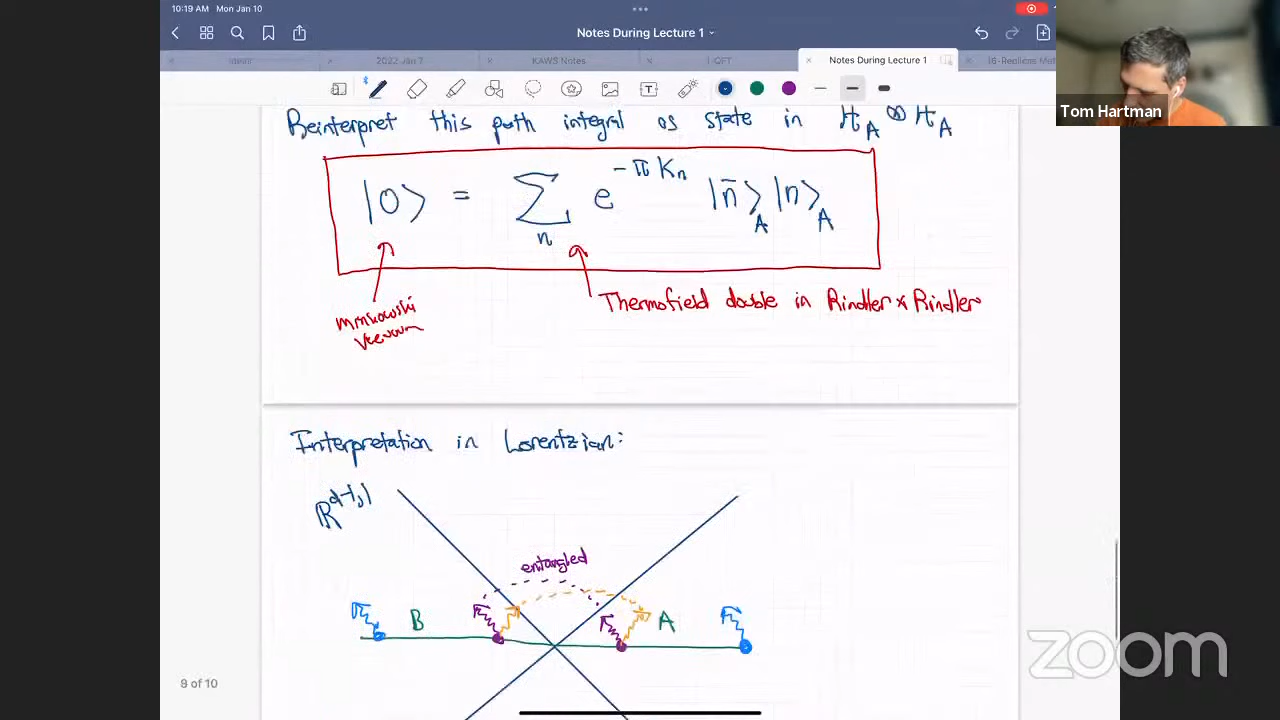 10:19 AM Mon Jan 10
Notes During Lecture 1
2022 Jan 7
KAWS Notes
QFT
Notes During Lecture 1
Tom Hartman
Reinterpret this path integral as state in H_A ⊗ H_A
|0> = Σ_n e^{-π K_n} |n̄>_A |n>_A
Thermofield double in Rindler x Rindler
Minkowski
Vacuum
Interpretation in Lorentzian:
R^{d-1,1}
entangled
B
A
8 of 10
zoom